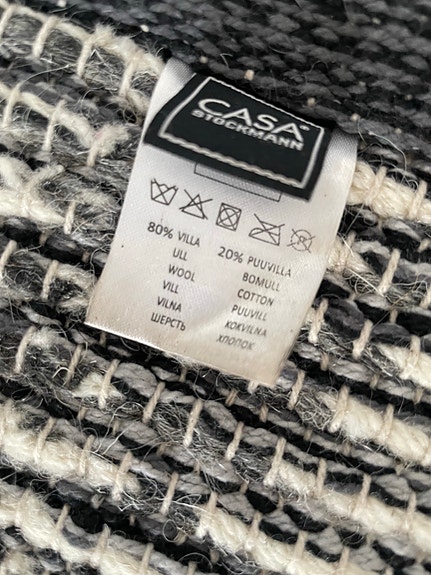 CASA
STOCKMANN
80% VILLA 20% PUUVILLA
ULL BOMULL
WOOL COTTON
VILL PUUVILL
VILNA KOKVILNA
ШЕРСТЬ ХЛОПОК